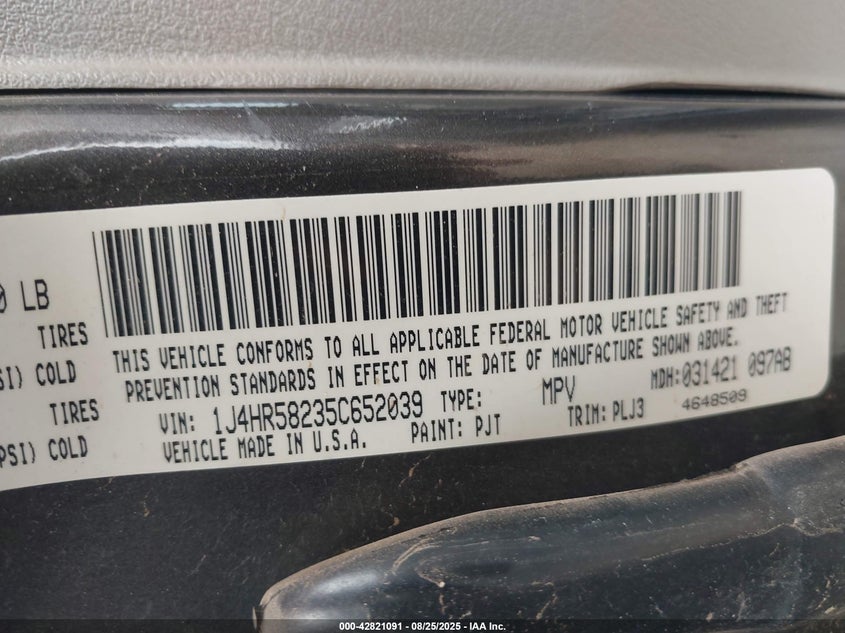 0 LB
TIRES
SI) COLD
TIRES
PSI) COLD
THIS VEHICLE CONFORMS TO ALL APPLICABLE FEDERAL MOTOR VEHICLE SAFETY AND THEFT
PREVENTION STANDARDS IN EFFECT ON THE DATE OF MANUFACTURE SHOWN ABOVE.
VIN: 1J4HR58235C652039 TYPE: MPV MDH:031421 097AB
VEHICLE MADE IN U.S.A. PAINT: PJT TRIM: PLJ3 4648509
000-42821091 - 08/25/2025 - IAA Inc.